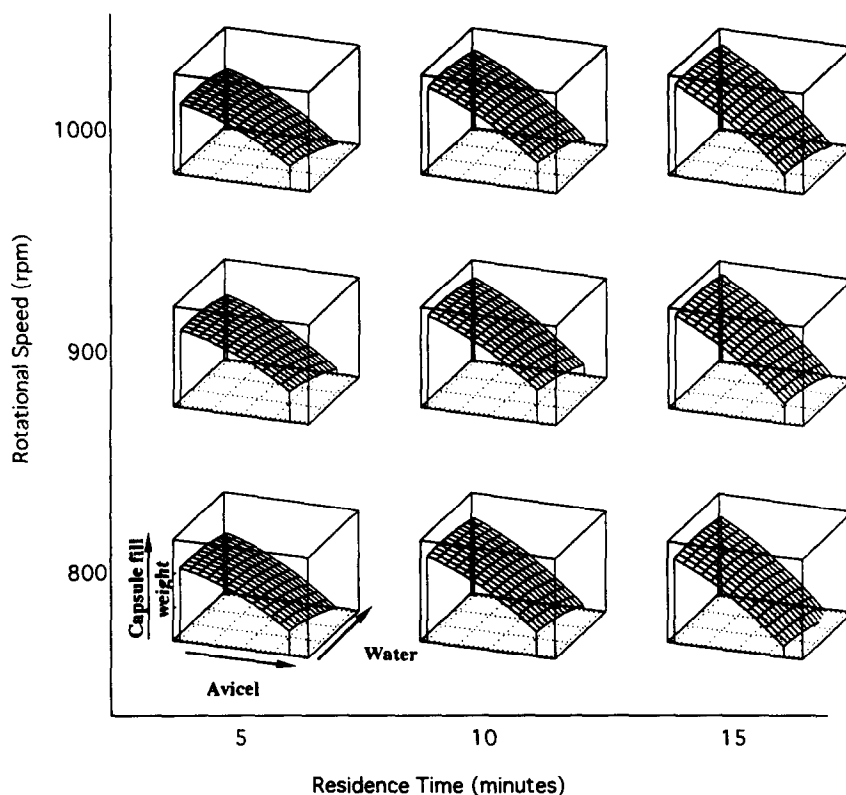 1000
900
800
Rotational Speed (rpm)
Capsule fill
weight
Water
Avicel
5 10 15
Residence Time (minutes)